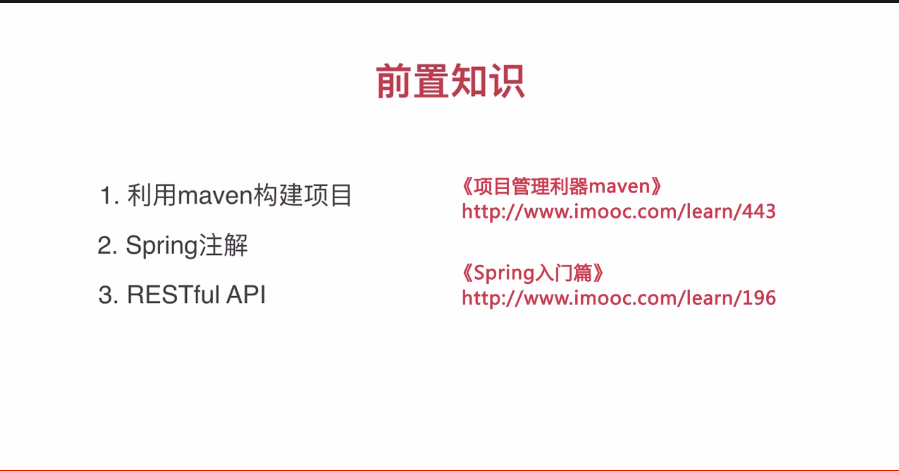 前置知识
1. 利用maven构建项目
2. Spring注解
3. RESTful API
《项目管理利器maven》
http://www.imooc.com/learn/443
《Spring入门篇》
http://www.imooc.com/learn/196